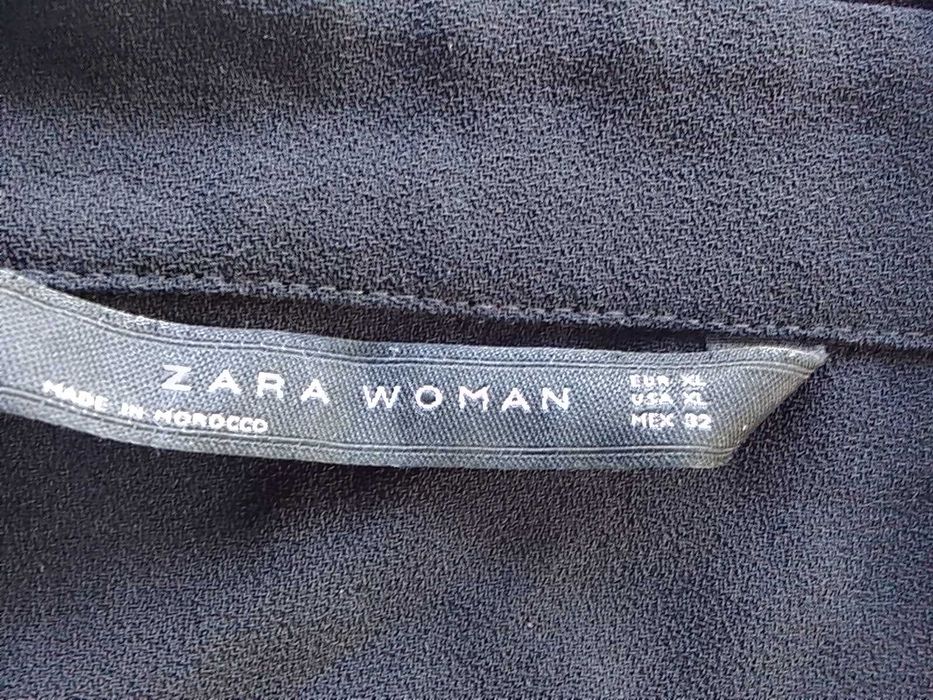 ZARA WOMAN
MADE IN MOROCCO
EUR XL
USA XL
MEX 32